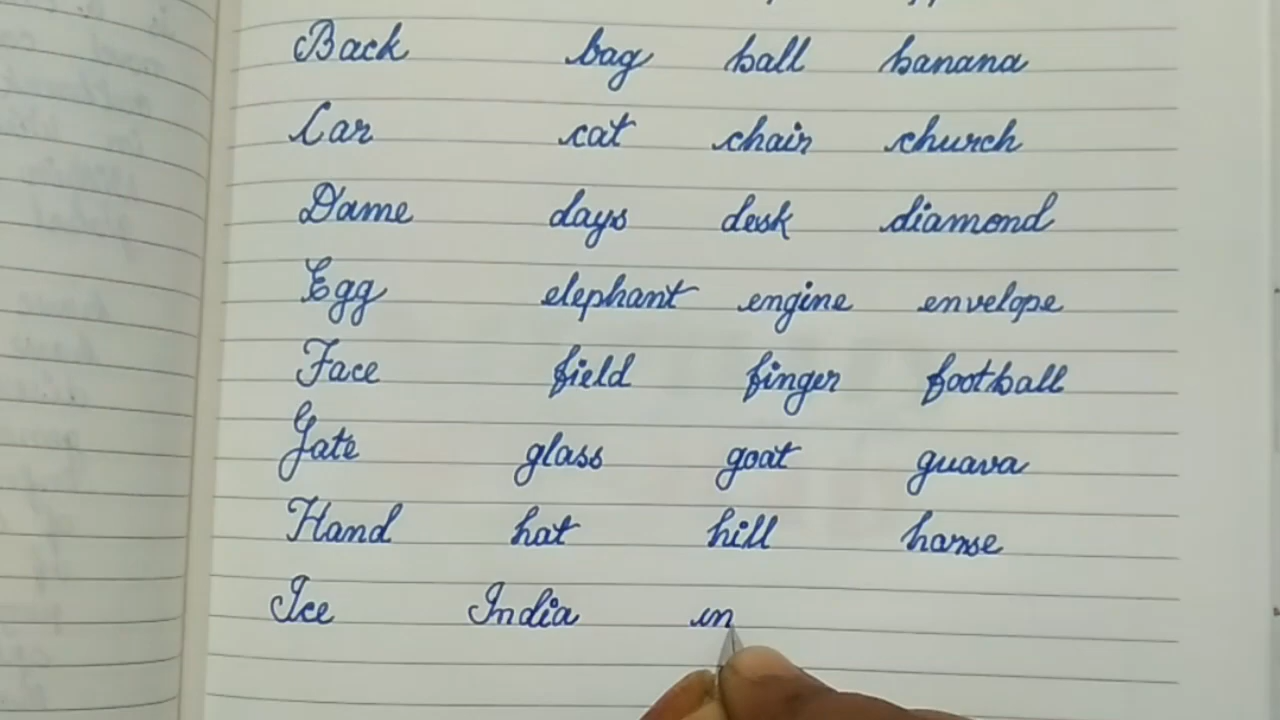 Back bag ball banana
Car cat chair church
Dame days desk diamond
Egg elephant engine envelope
Face field finger football
Gate glass goat guava
Hand hat hill horse
Ice India in